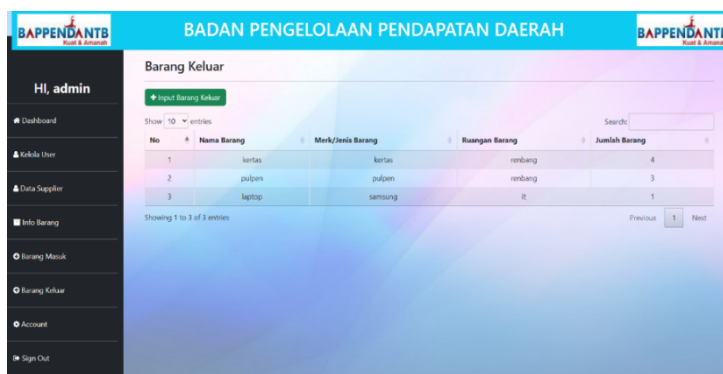 BAPPENDANTB
Kuat & Amanah
BADAN PENGELOLAAN PENDAPATAN DAERAH
BAPPENDANTB
Kuat & Amanah
HI, admin
Dashboard
Kelola User
Data Supplier
Info Barang
Barang Masuk
Barang Keluar
Account
Sign Out
Barang Keluar
+ Input Barang Keluar
Show 10 entries
Search:
No Nama Barang Merk/Jenis Barang Ruangan Barang Jumlah Barang
1 kertas kertas renbang 4
2 pulpen pulpen renbang 3
3 laptop samsung it 1
Showing 1 to 3 of 3 entries
Previous 1 Next